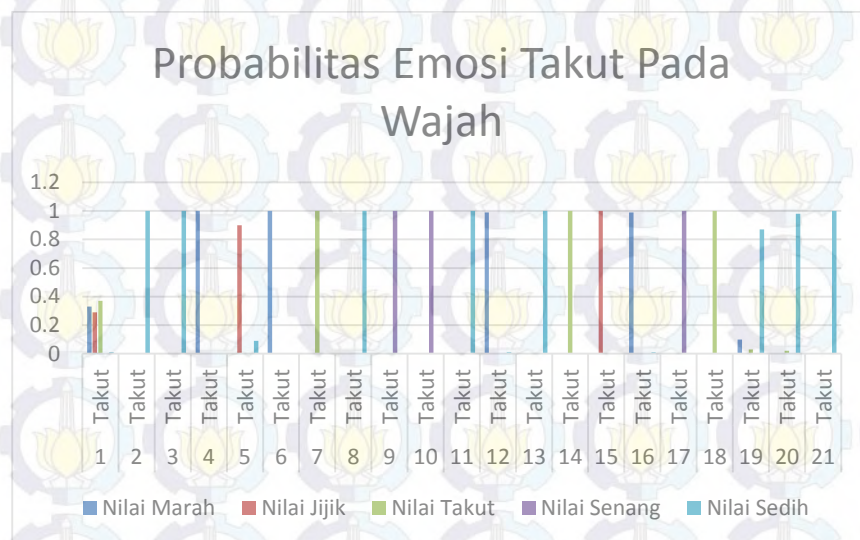 Probabilitas Emosi Takut Pada
Wajah
1.2
1
0.8
0.6
0.4
0.2
0
Takut Takut Takut Takut Takut Takut Takut Takut Takut Takut Takut Takut Takut Takut Takut Takut Takut Takut Takut Takut Takut
1 2 3 4 5 6 7 8 9 10 11 12 13 14 15 16 17 18 19 20 21
Nilai Marah Nilai Jijik Nilai Takut Nilai Senang Nilai Sedih